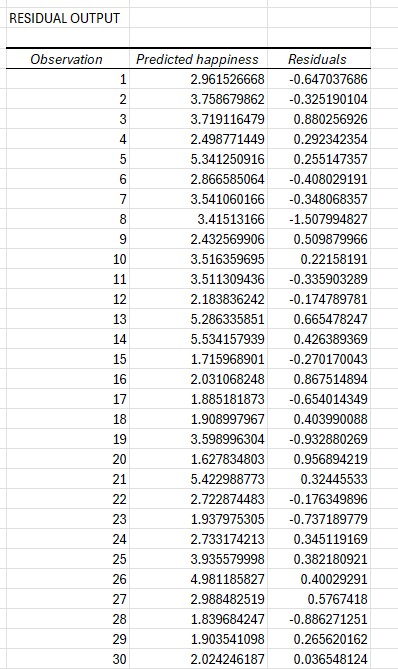 RESIDUAL OUTPUT
Observation Predicted happiness Residuals
1 2.961526668 -0.647037686
2 3.758679862 -0.325190104
3 3.719116479 0.880256926
4 2.498771449 0.292342354
5 5.341250916 0.255147357
6 2.866585064 -0.408029191
7 3.541060166 -0.348068357
8 3.41513166 -1.507994827
9 2.432569906 0.509879966
10 3.516359695 0.22158191
11 3.511309436 -0.335903289
12 2.183836242 -0.174789781
13 5.286335851 0.665478247
14 5.534157939 0.426389369
15 1.715968901 -0.270170043
16 2.031068248 0.867514894
17 1.885181873 -0.654014349
18 1.908997967 0.403990088
19 3.598996304 -0.932880269
20 1.627834803 0.956894219
21 5.422988773 0.32445533
22 2.722874483 -0.176349896
23 1.937975305 -0.737189779
24 2.733174213 0.345119169
25 3.935579998 0.382180921
26 4.981185827 0.40029291
27 2.988482519 0.5767418
28 1.839684247 -0.886271251
29 1.903541098 0.265620162
30 2.024246187 0.036548124